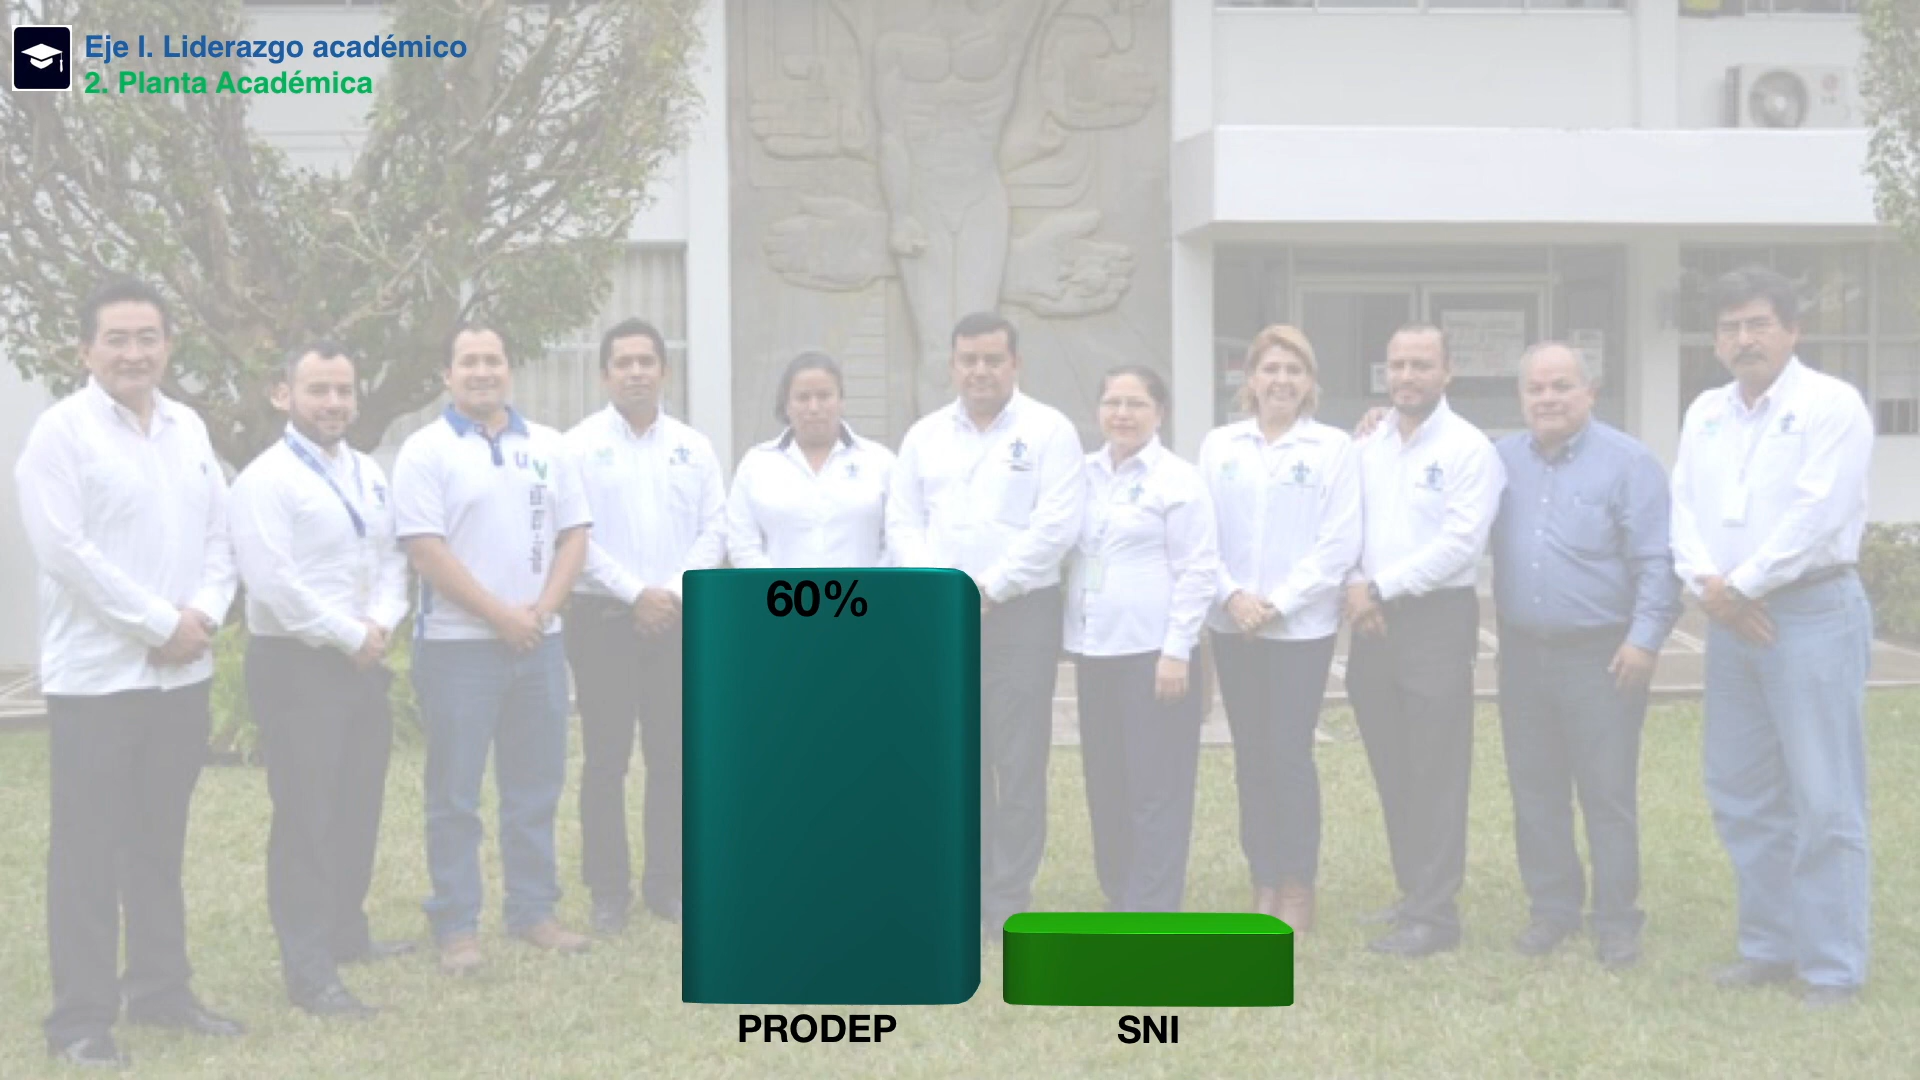 Eje I. Liderazgo académico
2. Planta Académica
60%
PRODEP
SNI